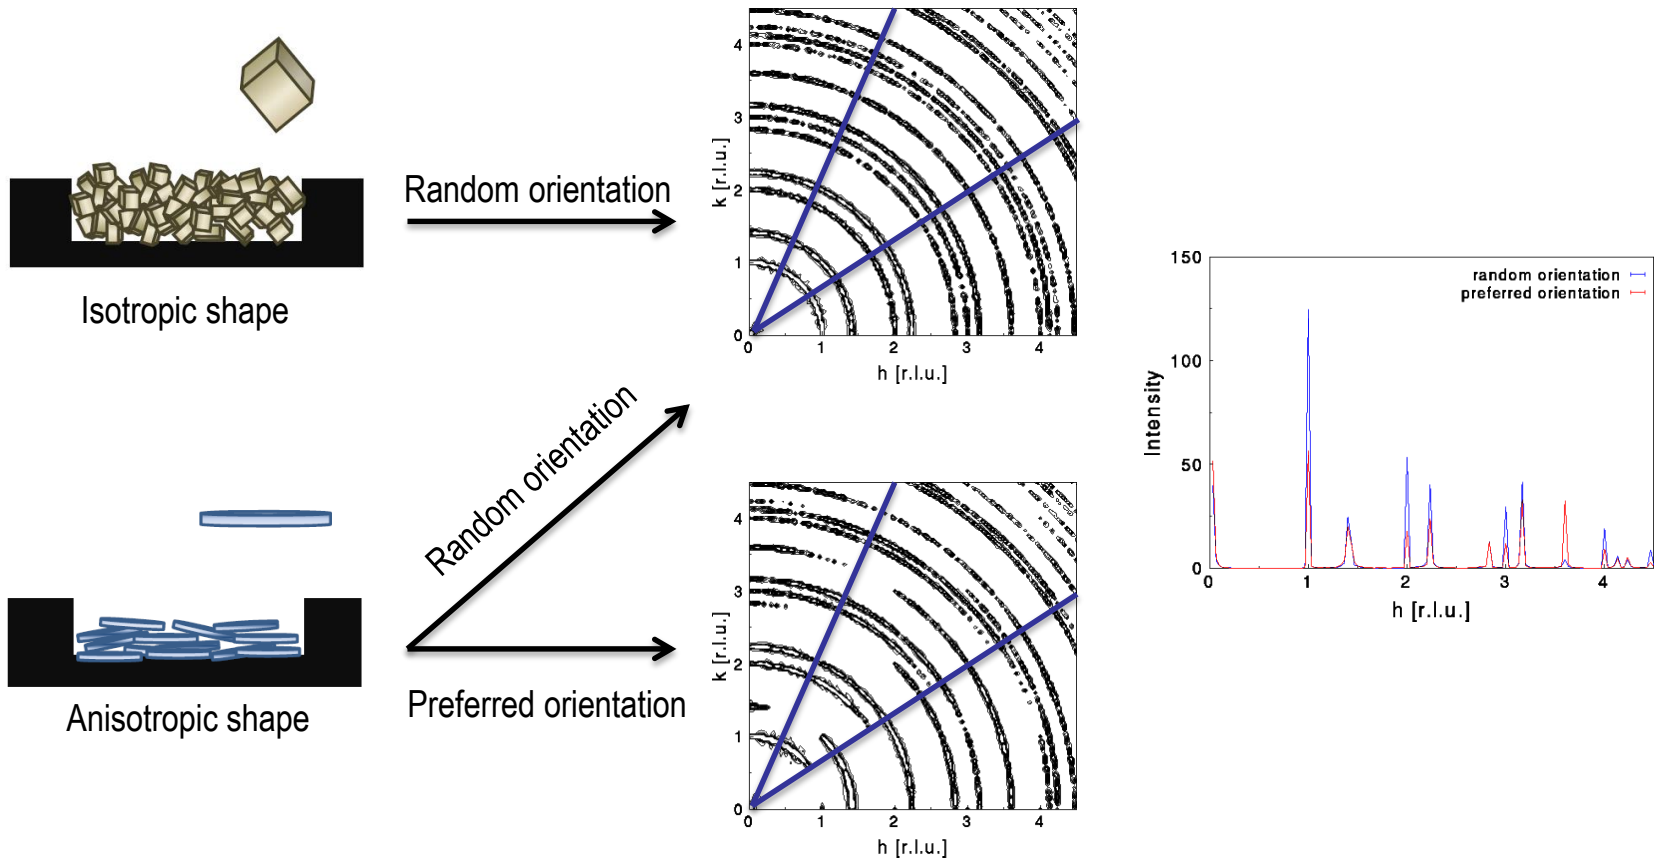 Random orientation
Isotropic shape
4
3
2
1
0
k [r.l.u.]
0 1 2 3 4
h [r.l.u.]
Random orientation
Preferred orientation
Anisotropic shape
4
3
2
1
0
k [r.l.u.]
0 1 2 3 4
h [r.l.u.]
150
100
50
0
Intensity
random orientation
preferred orientation
0 1 2 3 4
h [r.l.u.]